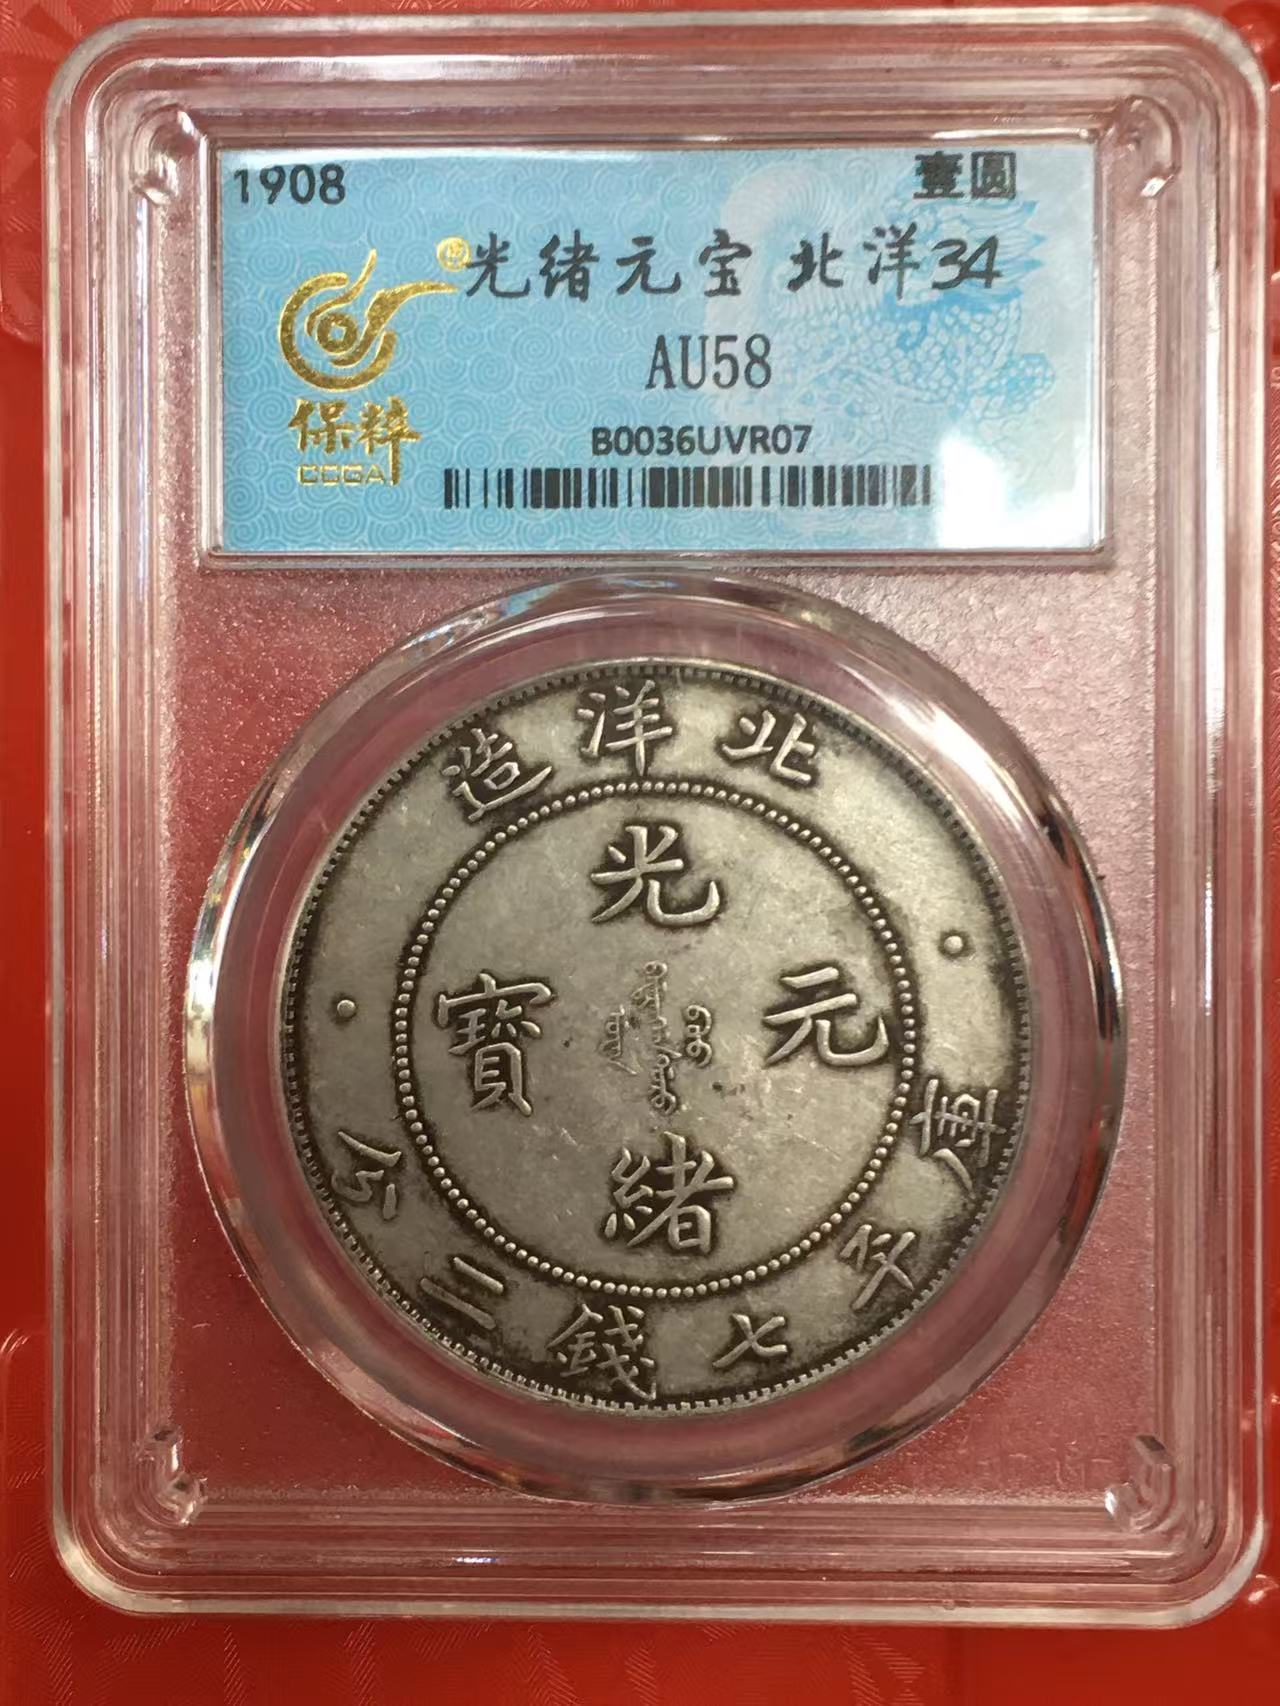 1908 壹圆
光绪元宝 北洋34
AU58
B0036UVR07
保粹
CCGA
北洋造
光緒元寶
庫平七錢二分